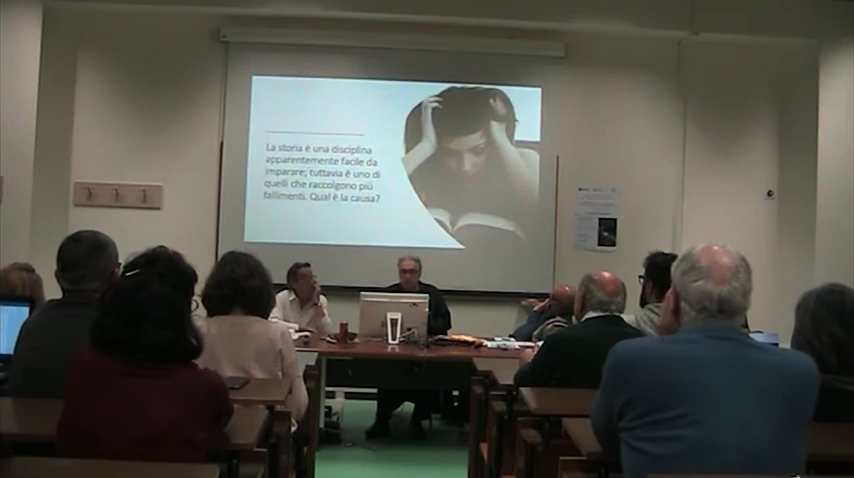 La storia è una disciplina
apparentemente facile da
imparare; tuttavia è uno di
quelli che raccolgono più
fallimenti. Qual è la causa?